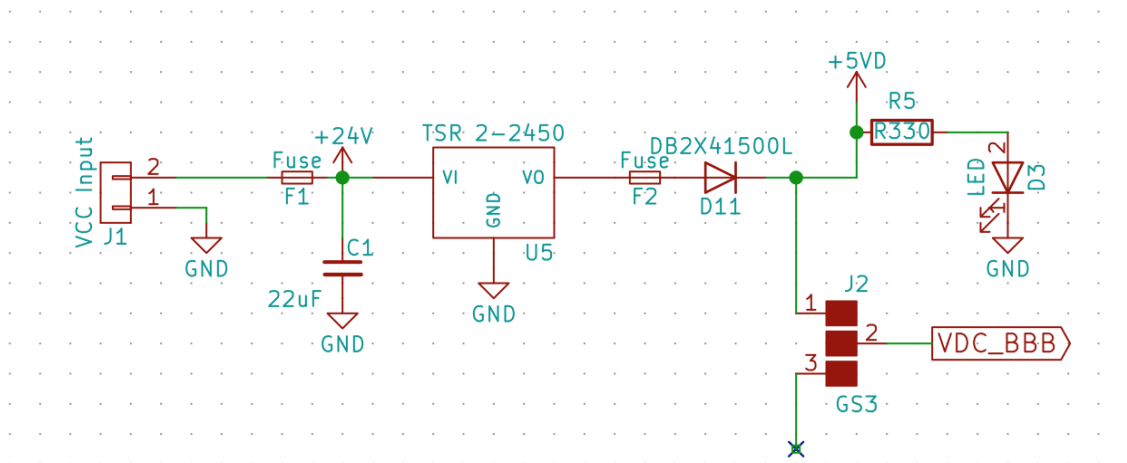 +5VD
R5
R330
TSR 2-2450
DB2X41500L
+24V
Fuse
Fuse
VCC Input
2
1
J1
F1
VI
VO
GND
U5
F2
D11
LED
2
1
D3
GND
GND
C1
22uF
GND
GND
J2
1
2
3
VDC_BBB
GS3